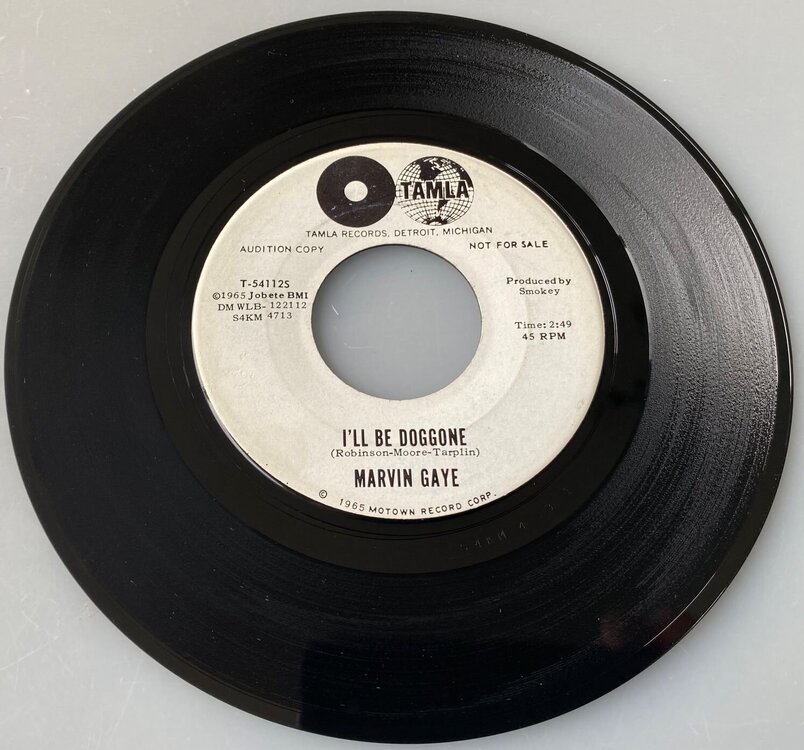 TAMLA
TAMLA RECORDS, DETROIT, MICHIGAN
AUDITION COPY
NOT FOR SALE
T-54112S
©1965 Jobete BMI
DM WLB- 122112
S4KM 4713
Produced by
Smokey
Time: 2:49
45 RPM
I'LL BE DOGGONE
(Robinson-Moore-Tarplin)
MARVIN GAYE
© 1965 MOTOWN RECORD CORP.